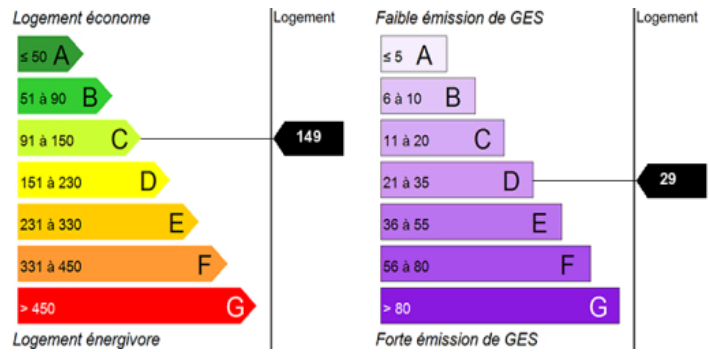 Logement économe
Logement
≤ 50 A
51 à 90 B
91 à 150 C
149
151 à 230 D
231 à 330 E
331 à 450 F
> 450 G
Logement énergivore
Faible émission de GES
Logement
≤ 5 A
6 à 10 B
11 à 20 C
21 à 35 D
29
36 à 55 E
56 à 80 F
> 80 G
Forte émission de GES